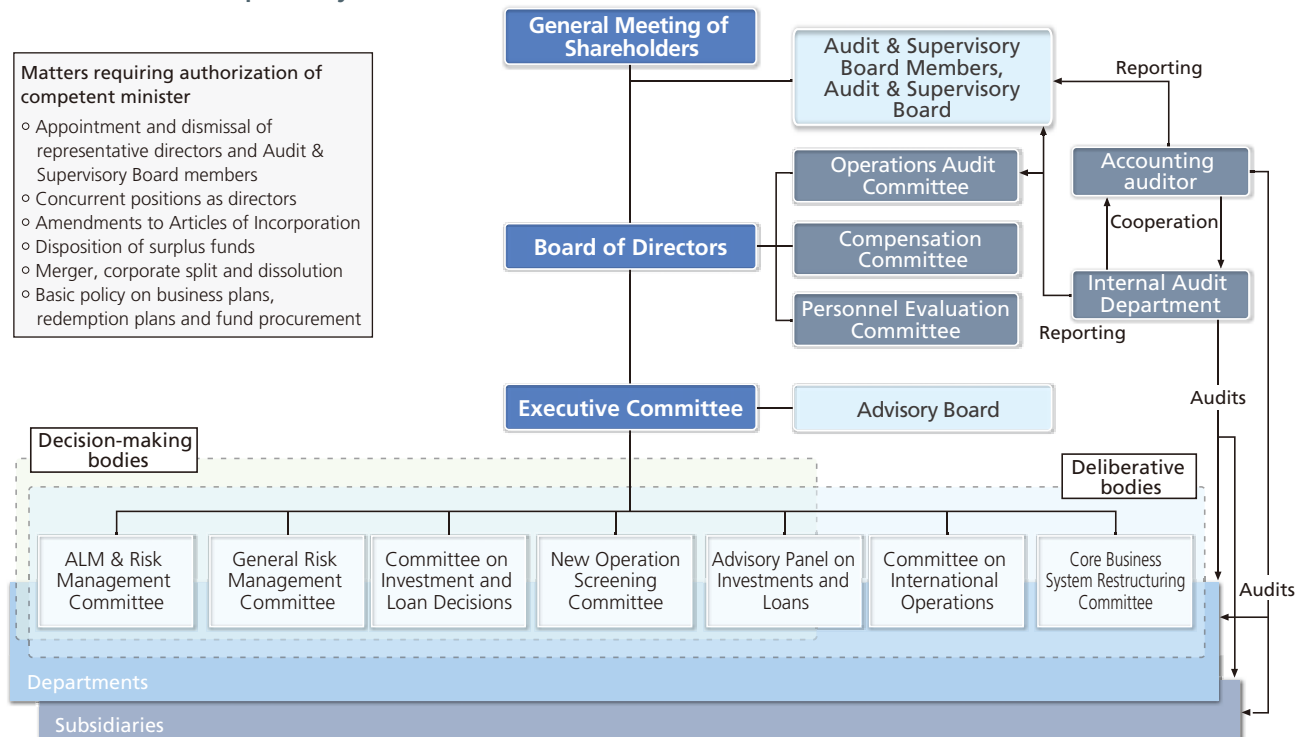 General Meeting of
Shareholders
Audit & Supervisory
Board Members,
Audit & Supervisory
Board
Reporting
Matters requiring authorization of
competent minister
○ Appointment and dismissal of
representative directors and Audit &
Supervisory Board members
○ Concurrent positions as directors
○ Amendments to Articles of Incorporation
○ Disposition of surplus funds
○ Merger, corporate split and dissolution
○ Basic policy on business plans,
redemption plans and fund procurement
Operations Audit
Committee
Accounting
auditor
Cooperation
Board of Directors
Compensation
Committee
Internal Audit
Department
Personnel Evaluation
Committee
Reporting
Executive Committee
Advisory Board
Audits
Decision-making
bodies
Deliberative
bodies
ALM & Risk
Management
Committee
General Risk
Management
Committee
Committee on
Investment and
Loan Decisions
New Operation
Screening
Committee
Advisory Panel on
Investments and
Loans
Committee on
International
Operations
Core Business
System Restructuring
Committee
Audits
Departments
Subsidiaries